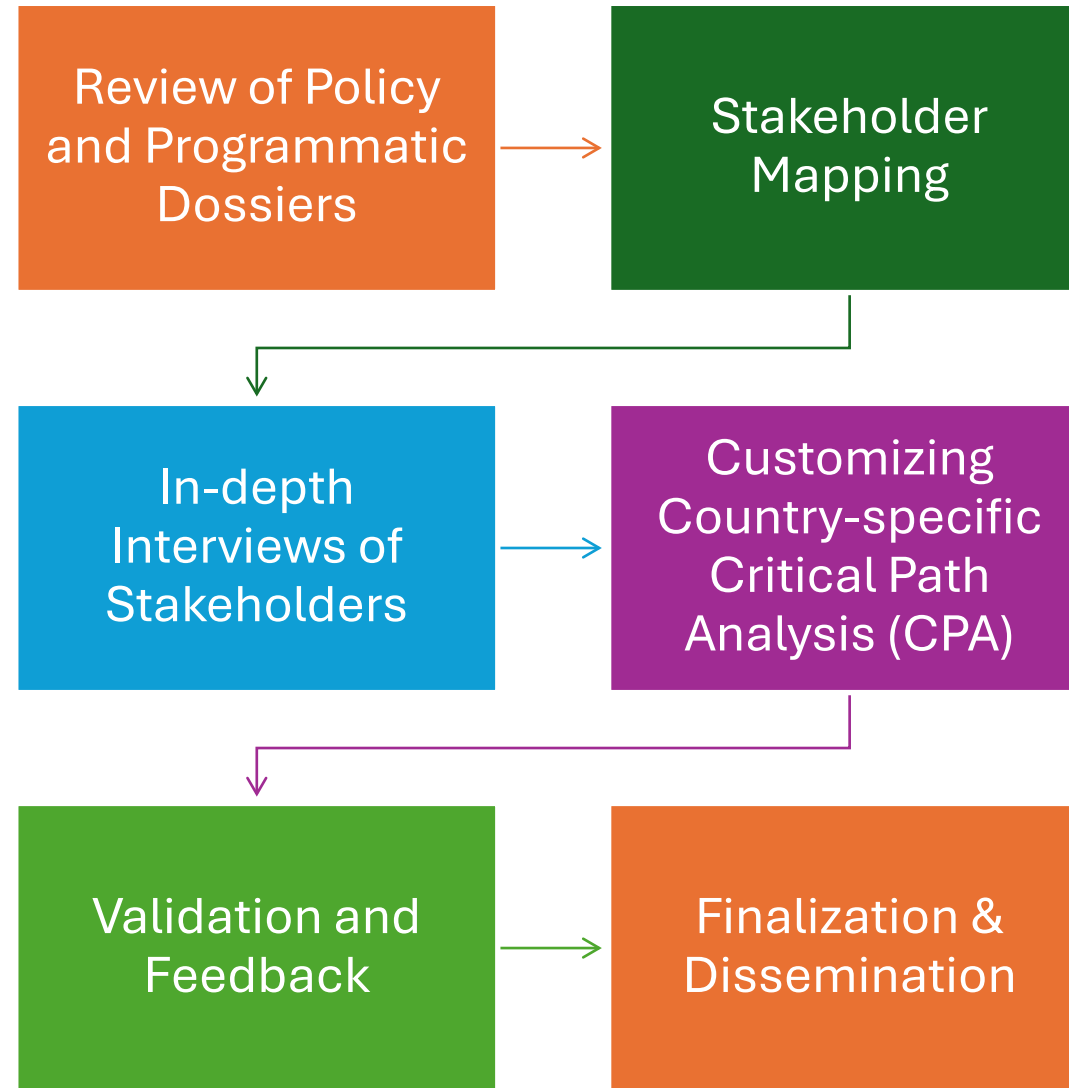 Review of Policy
and Programmatic
Dossiers
Stakeholder
Mapping
In-depth
Interviews of
Stakeholders
Customizing
Country-specific
Critical Path
Analysis (CPA)
Validation and
Feedback
Finalization &
Dissemination